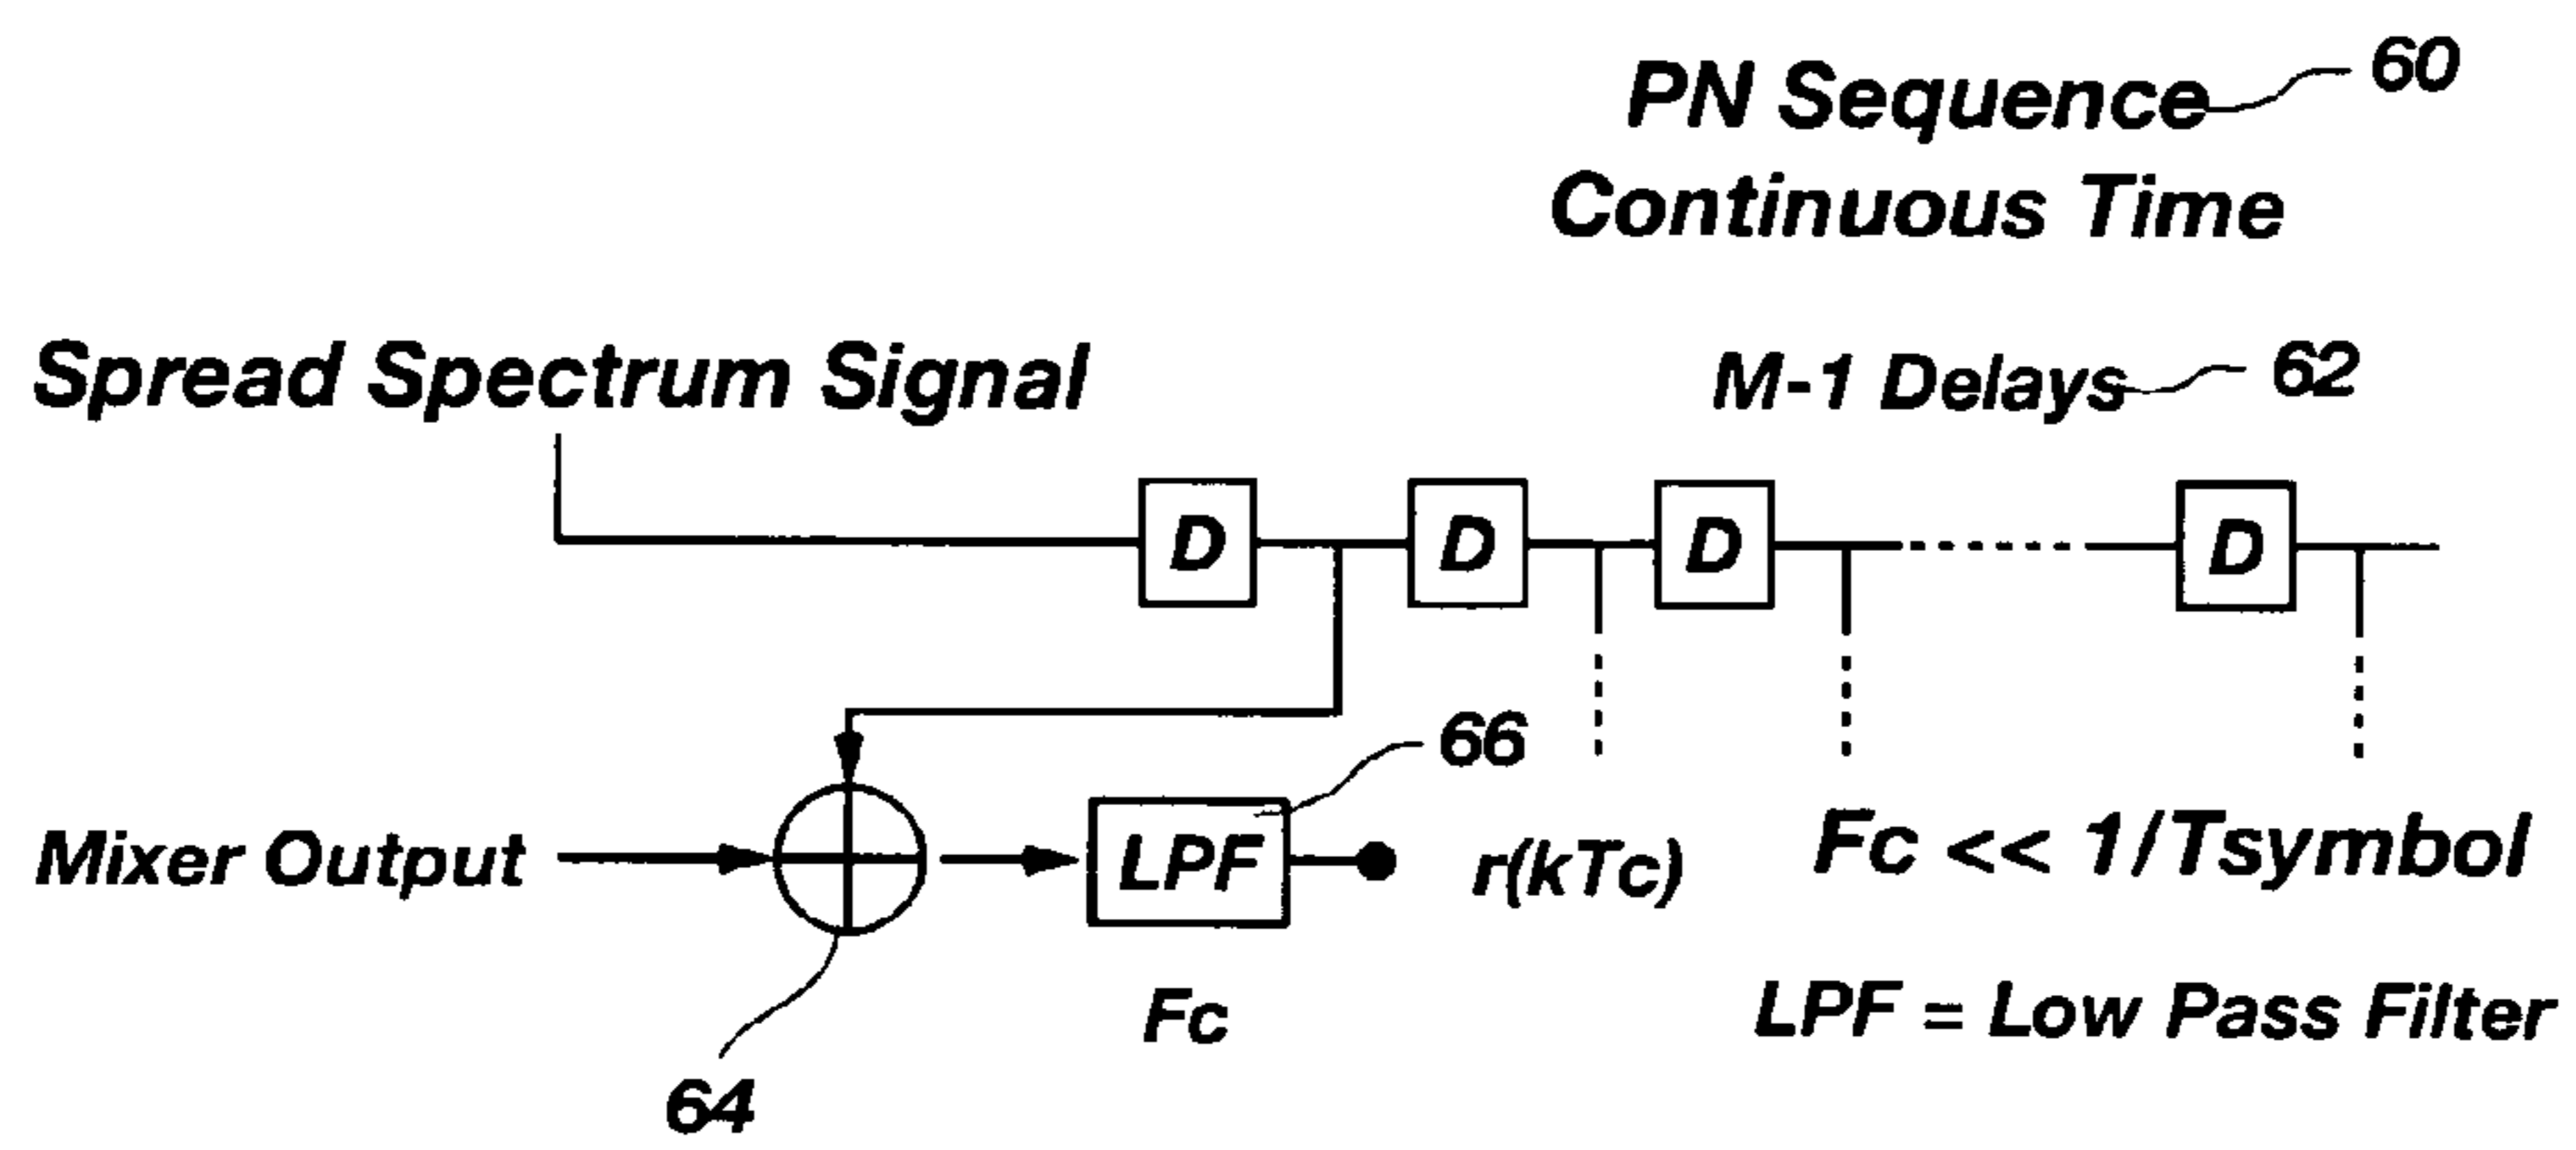 PN Sequence 60
Continuous Time
Spread Spectrum Signal
M-1 Delays 62
D D D D
66
Mixer Output LPF r(kTc) Fc << 1/Tsymbol
Fc LPF = Low Pass Filter
64